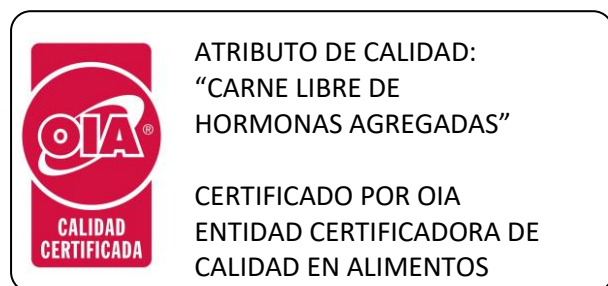 OIA®
CALIDAD
CERTIFICADA
ATRIBUTO DE CALIDAD:
“CARNE LIBRE DE
HORMONAS AGREGADAS”
CERTIFICADO POR OIA
ENTIDAD CERTIFICADORA DE
CALIDAD EN ALIMENTOS